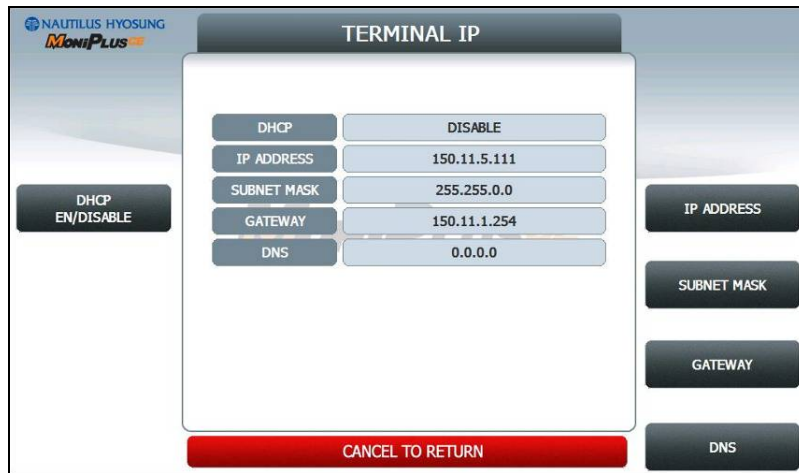 NAUTILUS HYOSUNG
MoniPlusCE
TERMINAL IP
DHCP DISABLE
IP ADDRESS 150.11.5.111
SUBNET MASK 255.255.0.0
GATEWAY 150.11.1.254
DNS 0.0.0.0
DHCP
EN/DISABLE
IP ADDRESS
SUBNET MASK
GATEWAY
DNS
CANCEL TO RETURN